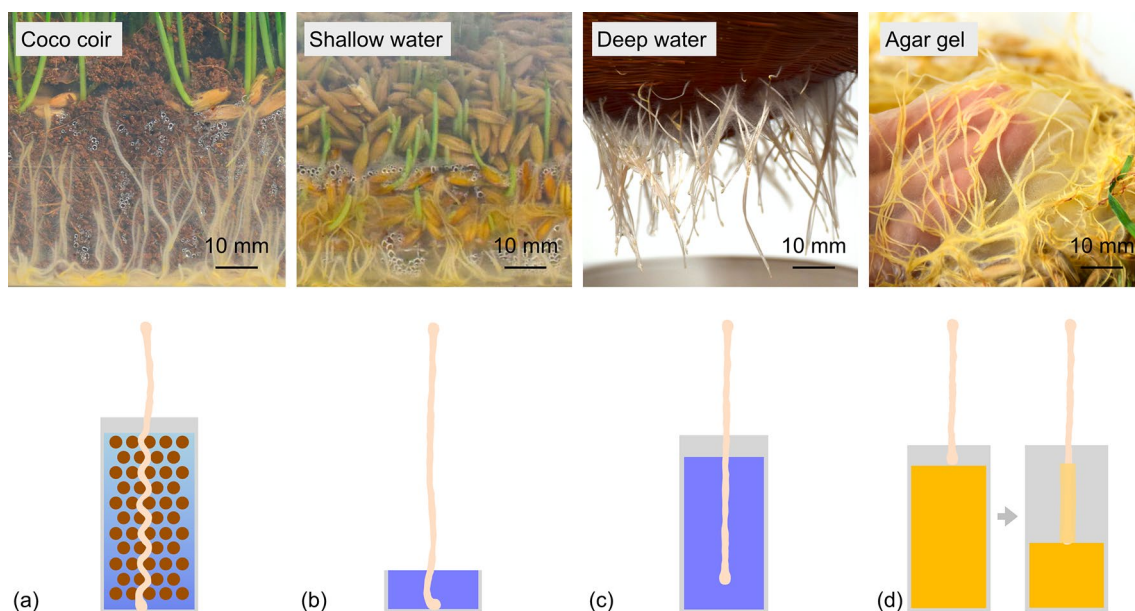 Coco coir
Shallow water
Deep water
Agar gel
10 mm
10 mm
10 mm
10 mm
(a)
(b)
(c)
(d)